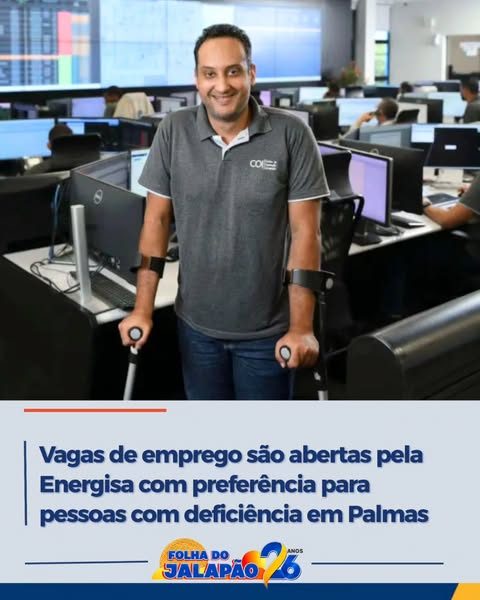 COI
Vagas de emprego são abertas pela
Energisa com preferência para
pessoas com deficiência em Palmas
FOLHA DO
JALAPÃO
26
ANOS